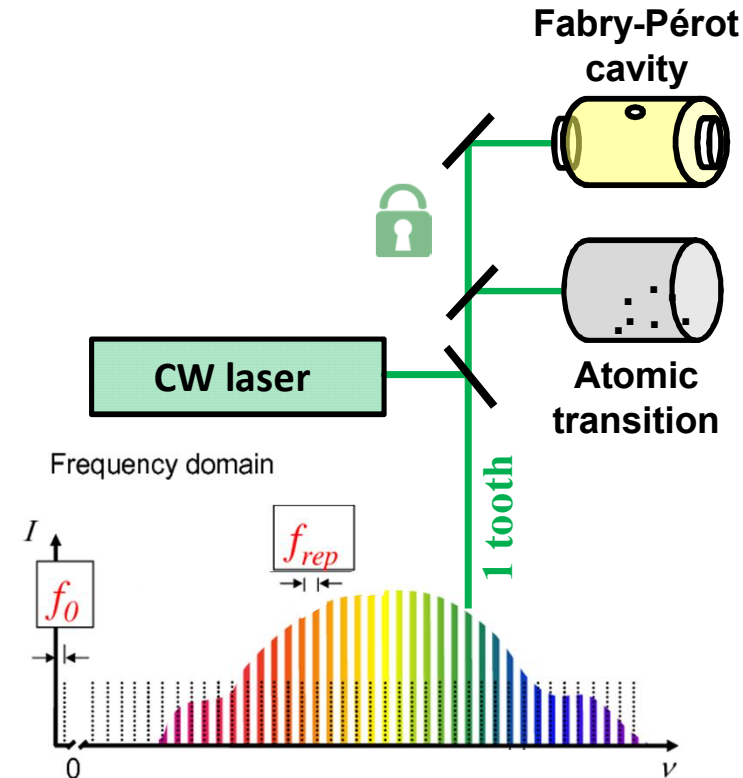 Fabry-Pérot
cavity
CW laser
Atomic
transition
Frequency domain
1 tooth
I
f_rep
f_0
0
ν